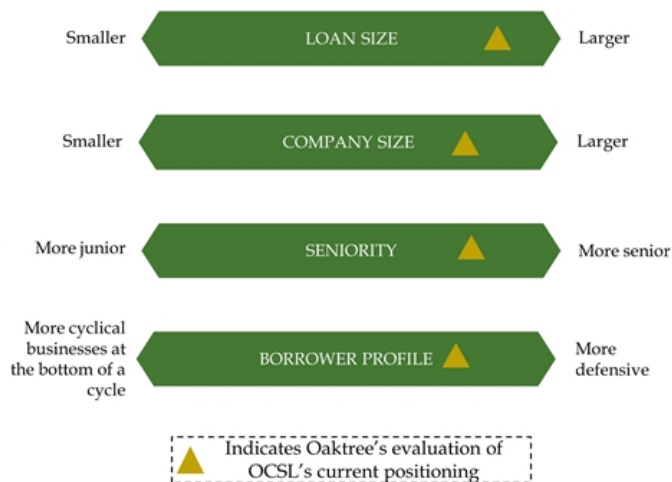 Smaller
LOAN SIZE
Larger
Smaller
COMPANY SIZE
Larger
More junior
SENIORITY
More senior
More cyclical
businesses at
the bottom of a
cycle
BORROWER PROFILE
More
defensive
Indicates Oaktree's evaluation of
OCSL's current positioning